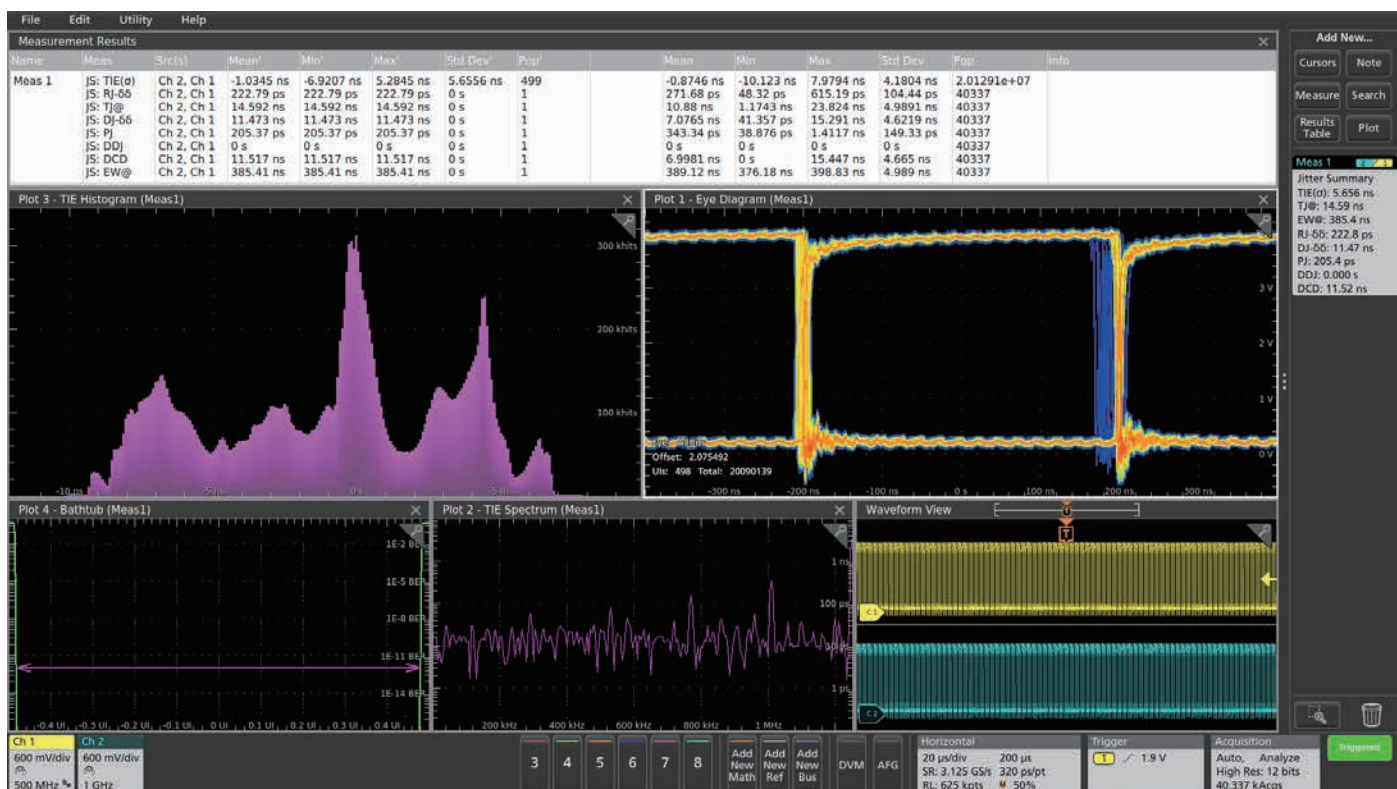 File Edit Utility Help
Measurement Results
Name Meas Src(s) Mean' Min' Max' Std Dev' Pop' Mean Min Max Std Dev Pop Info
Meas 1 JS: TIE(σ) Ch 2, Ch 1 -1.0345 ns -6.9207 ns 5.2845 ns 5.6556 ns 499 -0.8746 ns -10.123 ns 7.9794 ns 4.1804 ns 2.01291e+07
JS: RJ-δδ Ch 2, Ch 1 222.79 ps 222.79 ps 222.79 ps 0 s 1 271.68 ps 48.32 ps 615.19 ps 104.44 ps 40337
JS: TJ@ Ch 2, Ch 1 14.592 ns 14.592 ns 14.592 ns 0 s 1 10.88 ns 1.1743 ns 23.824 ns 4.9891 ns 40337
JS: DJ-δδ Ch 2, Ch 1 11.473 ns 11.473 ns 11.473 ns 0 s 1 7.0765 ns 41.357 ps 15.291 ns 4.6219 ns 40337
JS: PJ Ch 2, Ch 1 205.37 ps 205.37 ps 205.37 ps 0 s 1 343.34 ps 38.876 ps 1.4117 ns 149.33 ps 40337
JS: DDJ Ch 2, Ch 1 0 s 0 s 0 s 0 s 1 0 s 0 s 0 s 0 s 40337
JS: DCD Ch 2, Ch 1 11.517 ns 11.517 ns 11.517 ns 0 s 1 6.9981 ns 0 s 15.447 ns 4.665 ns 40337
JS: EW@ Ch 2, Ch 1 385.41 ns 385.41 ns 385.41 ns 0 s 1 389.12 ns 376.18 ns 398.83 ns 4.989 ns 40337
Plot 3 - TIE Histogram (Meas1)
300 khits
200 khits
100 khits
-10 ns -5 ns 0 s 5 ns
Plot 1 - Eye Diagram (Meas1)
3 V
2 V
1 V
0 V
Offset: 2.075492
UIs: 498 Total: 20090139
-300 ns -200 ns -100 ns 0 s 100 ns 200 ns 300 ns
Plot 4 - Bathtub (Meas1)
1E-2 BER
1E-5 BER
1E-8 BER
1E-11 BER
1E-14 BER
-0.4 UI -0.3 UI -0.2 UI -0.1 UI 0 UI 0.1 UI 0.2 UI 0.3 UI 0.4 UI
Plot 2 - TIE Spectrum (Meas1)
1 ns
100 ps
1 ps
200 kHz 400 kHz 600 kHz 800 kHz 1 MHz
Waveform View
T
C1
C2
Add New...
Cursors Note
Measure Search
Results Table Plot
Meas 1 2 1
Jitter Summary
TIE(σ): 5.656 ns
TJ@: 14.59 ns
EW@: 385.4 ns
RJ-δδ: 222.8 ps
DJ-δδ: 11.47 ns
PJ: 205.4 ps
DDJ: 0.000 s
DCD: 11.52 ns
Ch 1
600 mV/div
500 MHz
Ch 2
600 mV/div
1 GHz
3 4 5 6 7 8
Add New Math
Add New Ref
Add New Bus
DVM AFG
Horizontal
20 µs/div 200 µs
SR: 3.125 GS/s 320 ps/pt
RL: 625 kpts 50%
Trigger
1 1.9 V
Acquisition
Auto, Analyze
High Res: 12 bits
40.337 kAcqs
Triggered